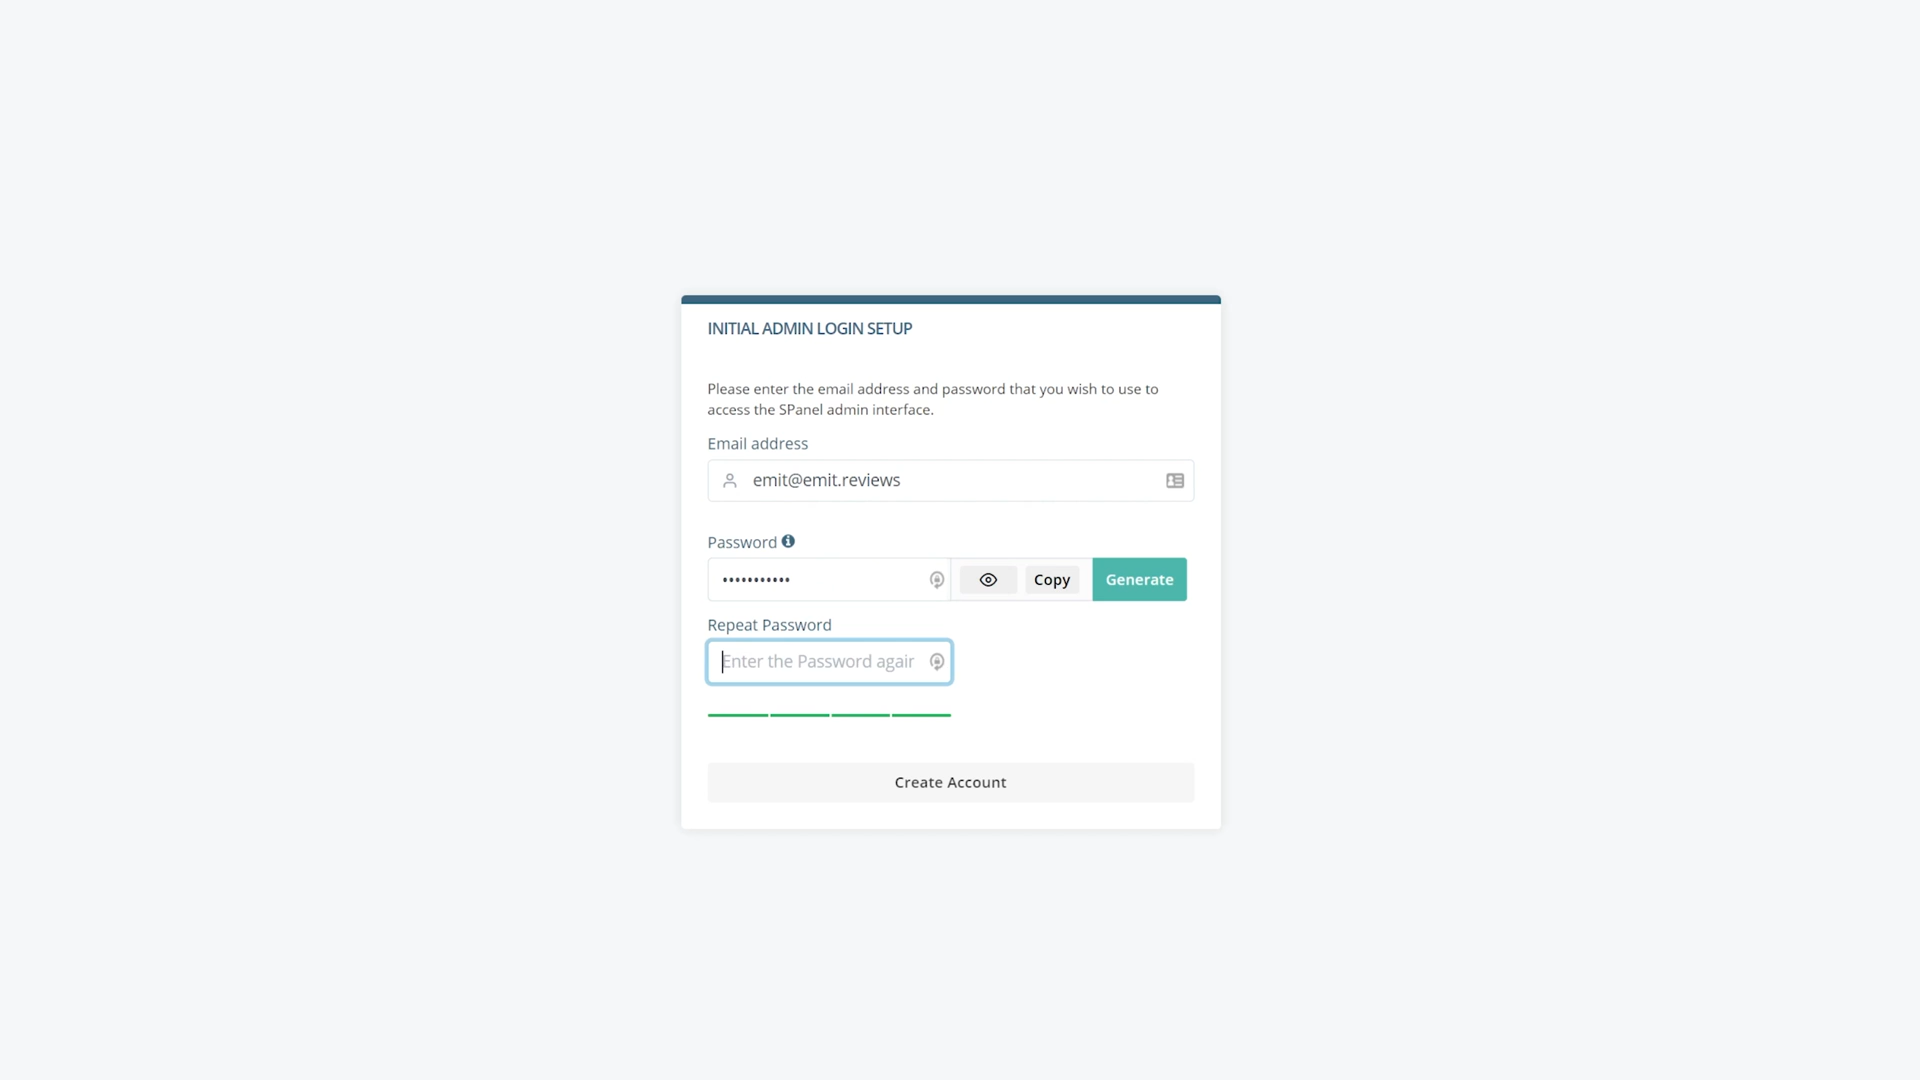 INITIAL ADMIN LOGIN SETUP
Please enter the email address and password that you wish to use to
access the SPanel admin interface.
Email address
emit@emit.reviews
Password
•••••••••••
Copy
Generate
Repeat Password
Enter the Password again
Create Account